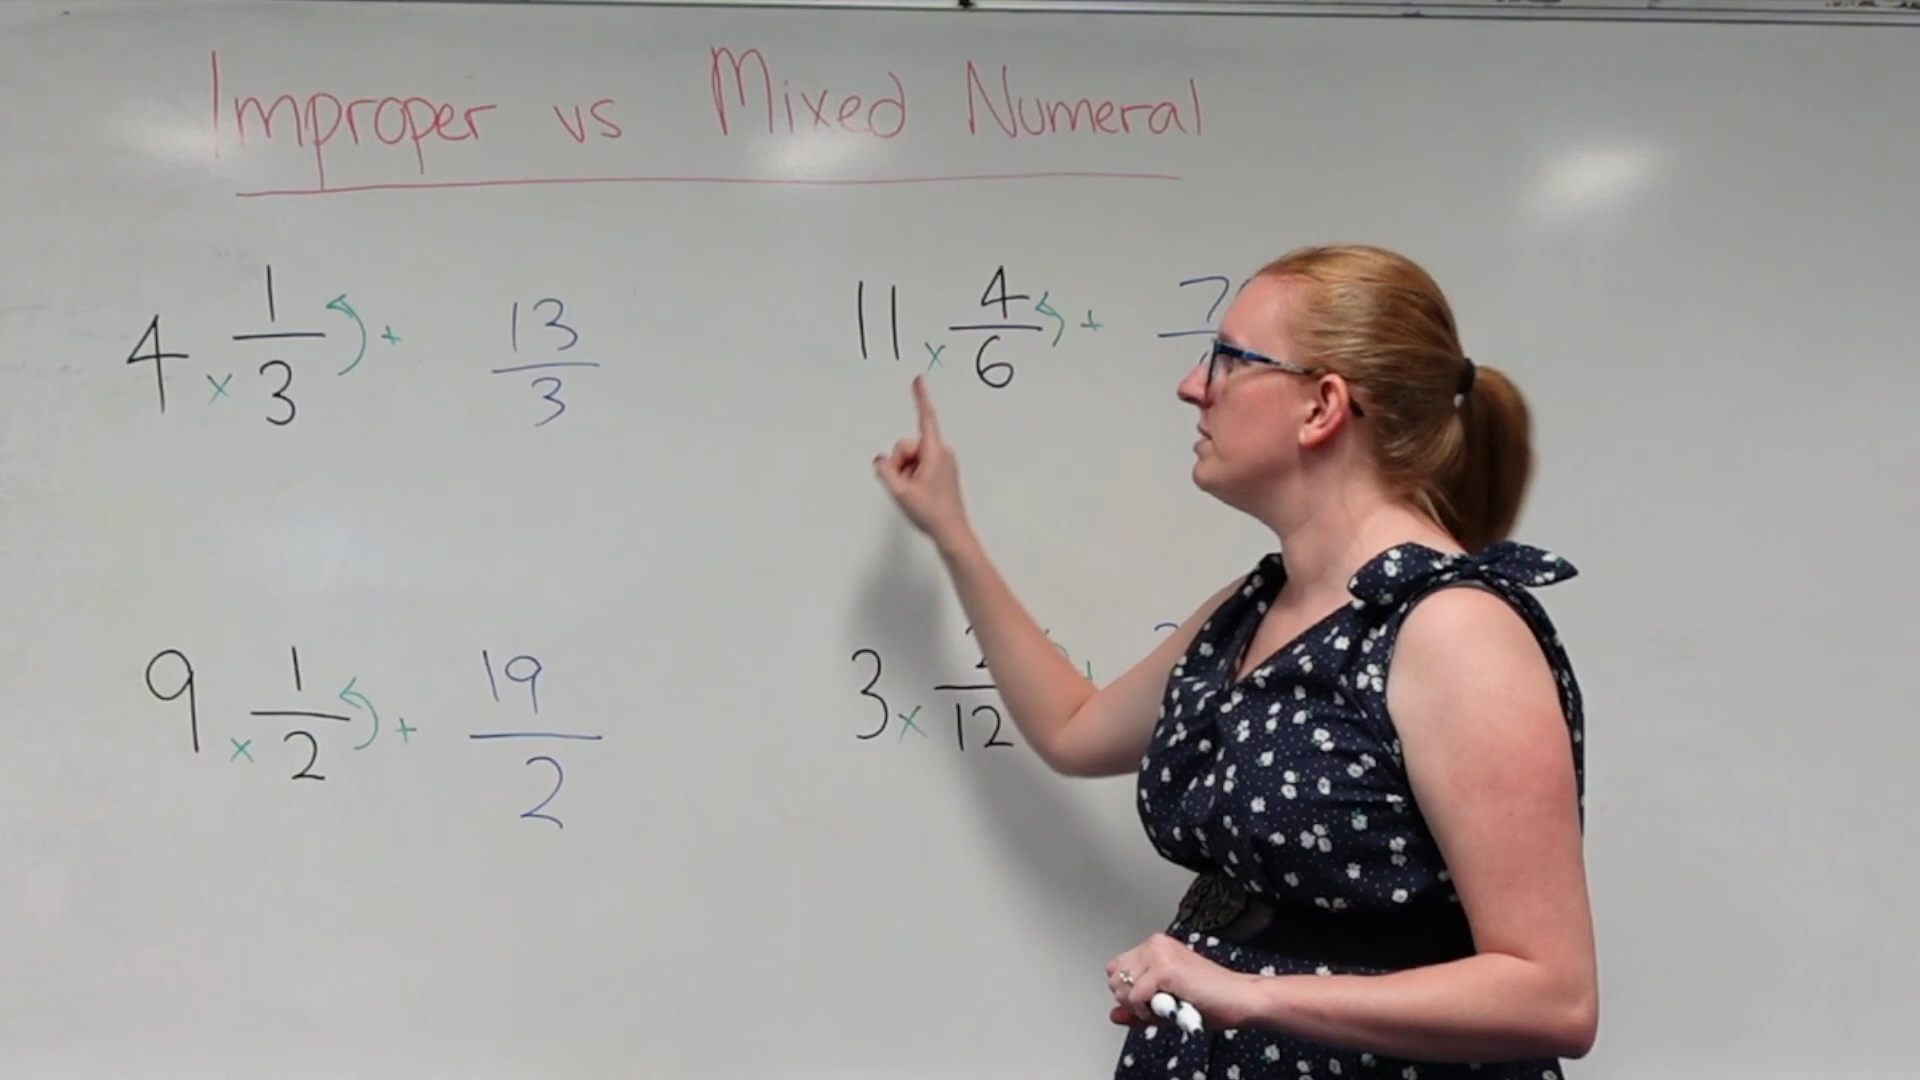 Improper vs Mixed Numeral
4 x 1/3 + 13/3
11 x 4/6 +
9 x 1/2 + 19/2
3 x /12 +